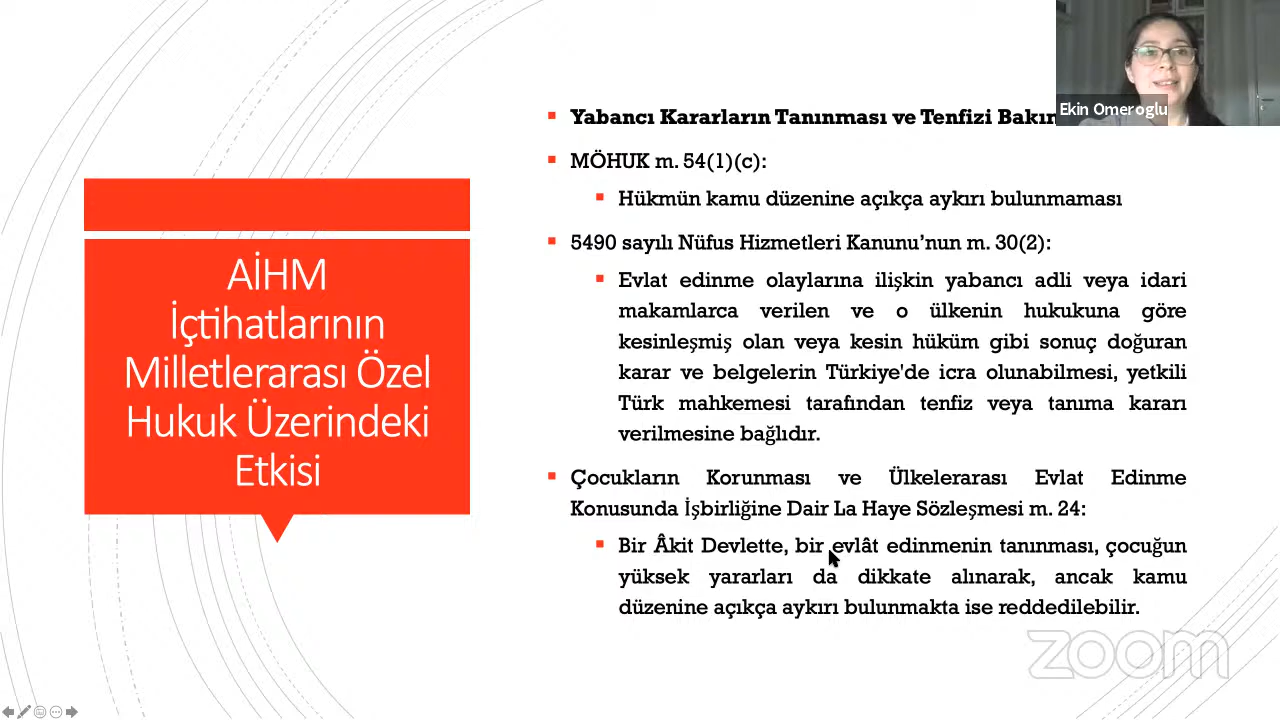 Ekin Omeroglu
AİHM
İçtihatlarının
Milletlerarası Özel
Hukuk Üzerindeki
Etkisi
Yabancı Kararların Tanınması ve Tenfizi
MÖHUK m. 54(1)(c):
Hükmün kamu düzenine açıkça aykırı bulunmaması
5490 sayılı Nüfus Hizmetleri Kanunu’nun m. 30(2):
Evlat edinme olaylarına ilişkin yabancı adli veya idari
makamlarca verilen ve o ülkenin hukukuna göre
kesinleşmiş olan veya kesin hüküm gibi sonuç doğuran
karar ve belgelerin Türkiye'de icra olunabilmesi, yetkili
Türk mahkemesi tarafından tenfiz veya tanıma kararı
verilmesine bağlıdır.
Çocukların Korunması ve Ülkelerarası Evlat Edinme
Konusunda İşbirliğine Dair La Haye Sözleşmesi m. 24:
Bir Âkit Devlette, bir evlât edinmenin tanınması, çocuğun
yüksek yararları da dikkate alınarak, ancak kamu
düzenine açıkça aykırı bulunmakta ise reddedilebilir.
zoom